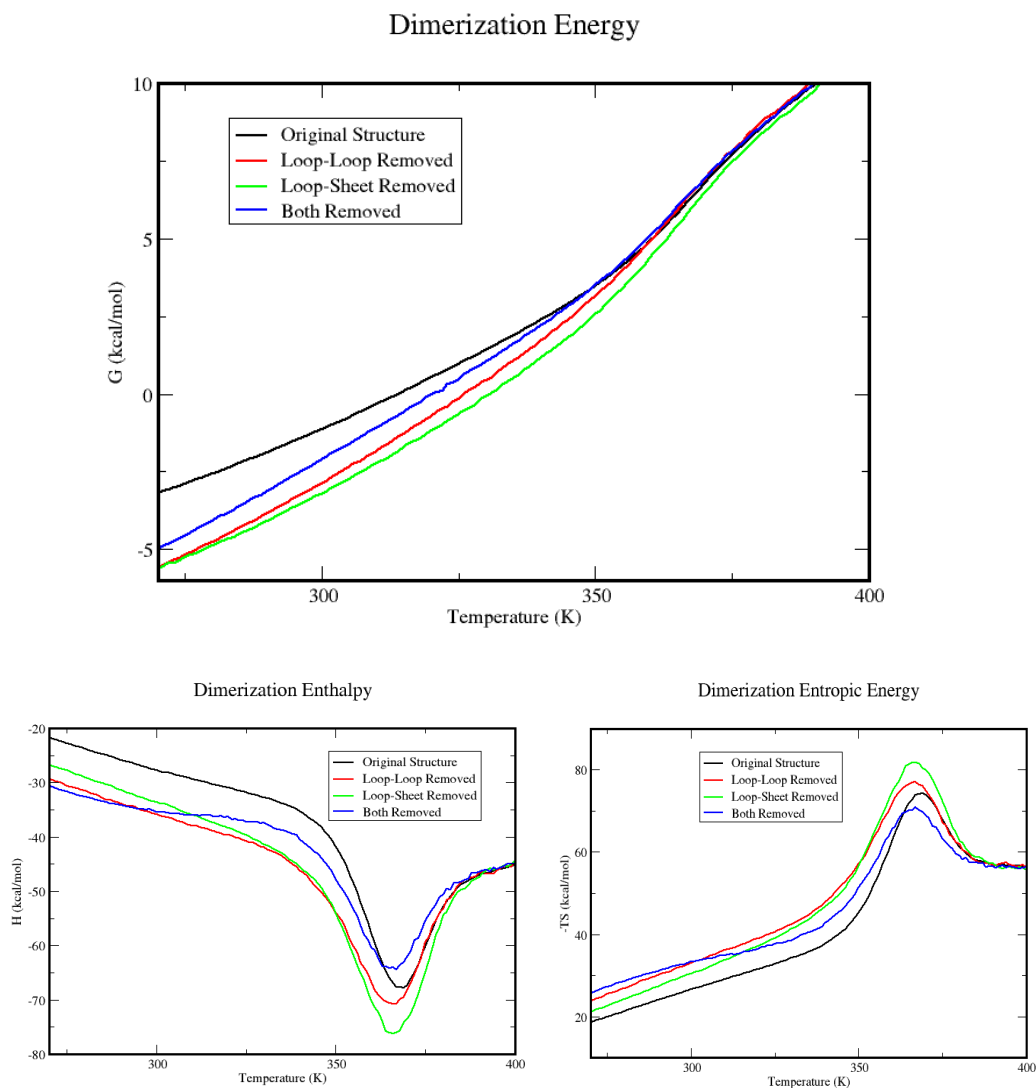 Dimerization Energy
10
5
0
-5
G (kcal/mol)
Original Structure
Loop-Loop Removed
Loop-Sheet Removed
Both Removed
300
350
400
Temperature (K)
Dimerization Enthalpy
-20
-30
-40
-50
-60
-70
-80
H (kcal/mol)
Original Structure
Loop-Loop Removed
Loop-Sheet Removed
Both Removed
300
350
400
Temperature (K)
Dimerization Entropic Energy
80
60
40
20
-TS (kcal/mol)
Original Structure
Loop-Loop Removed
Loop-Sheet Removed
Both Removed
300
350
400
Temperature (K)